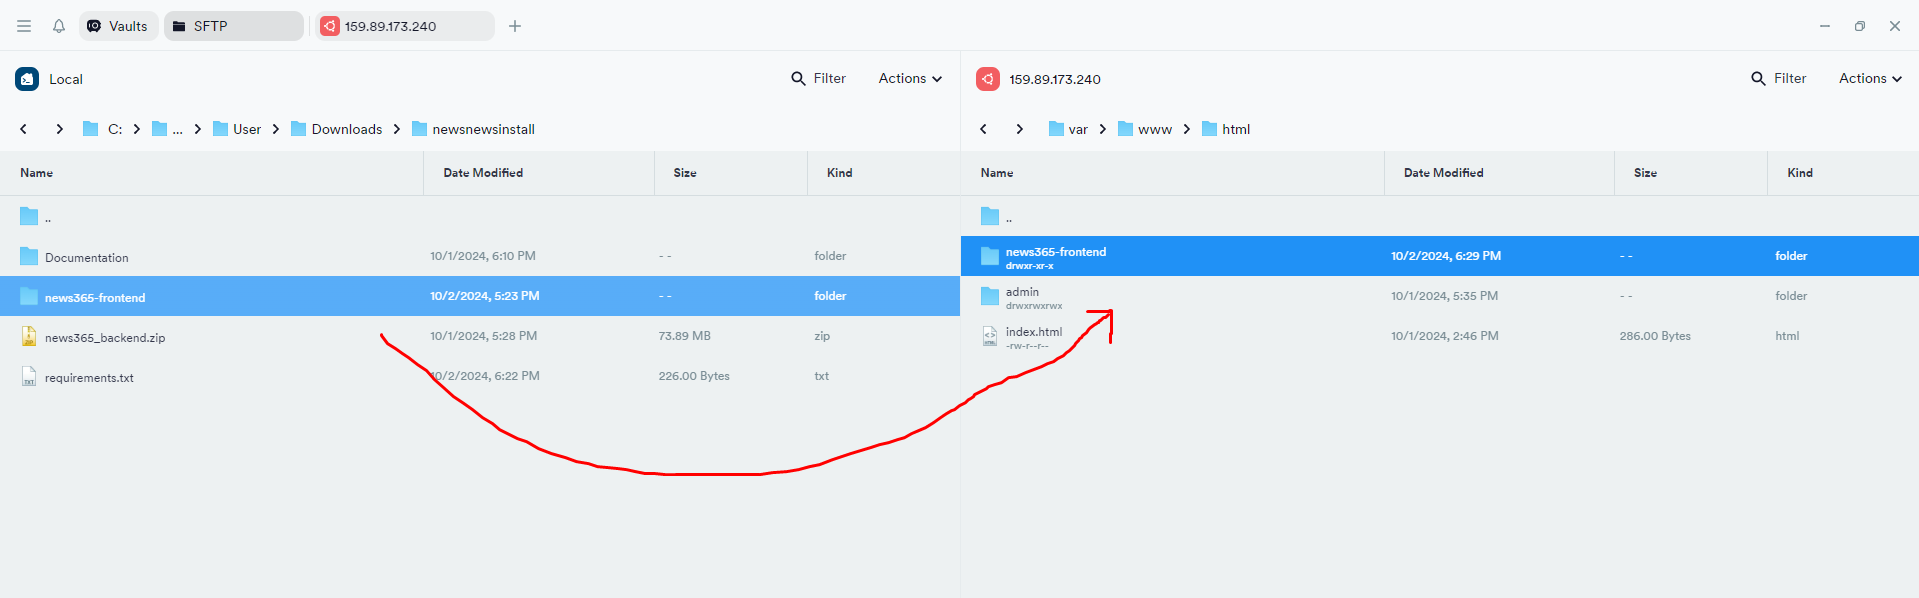 Vaults SFTP 159.89.173.240
Local Filter Actions
C: ... User Downloads newsnewsinstall
Name Date Modified Size Kind
..
Documentation 10/1/2024, 6:10 PM - - folder
news365-frontend 10/2/2024, 5:23 PM - - folder
news365_backend.zip 10/1/2024, 5:28 PM 73.89 MB zip
requirements.txt 10/2/2024, 6:22 PM 226.00 Bytes txt
159.89.173.240 Filter Actions
var www html
Name Date Modified Size Kind
..
news365-frontend 10/2/2024, 6:29 PM - - folder
drwxr-xr-x
admin 10/1/2024, 5:35 PM - - folder
drwxrwxrwx
index.html 10/1/2024, 2:46 PM 286.00 Bytes html
-rw-r--r--